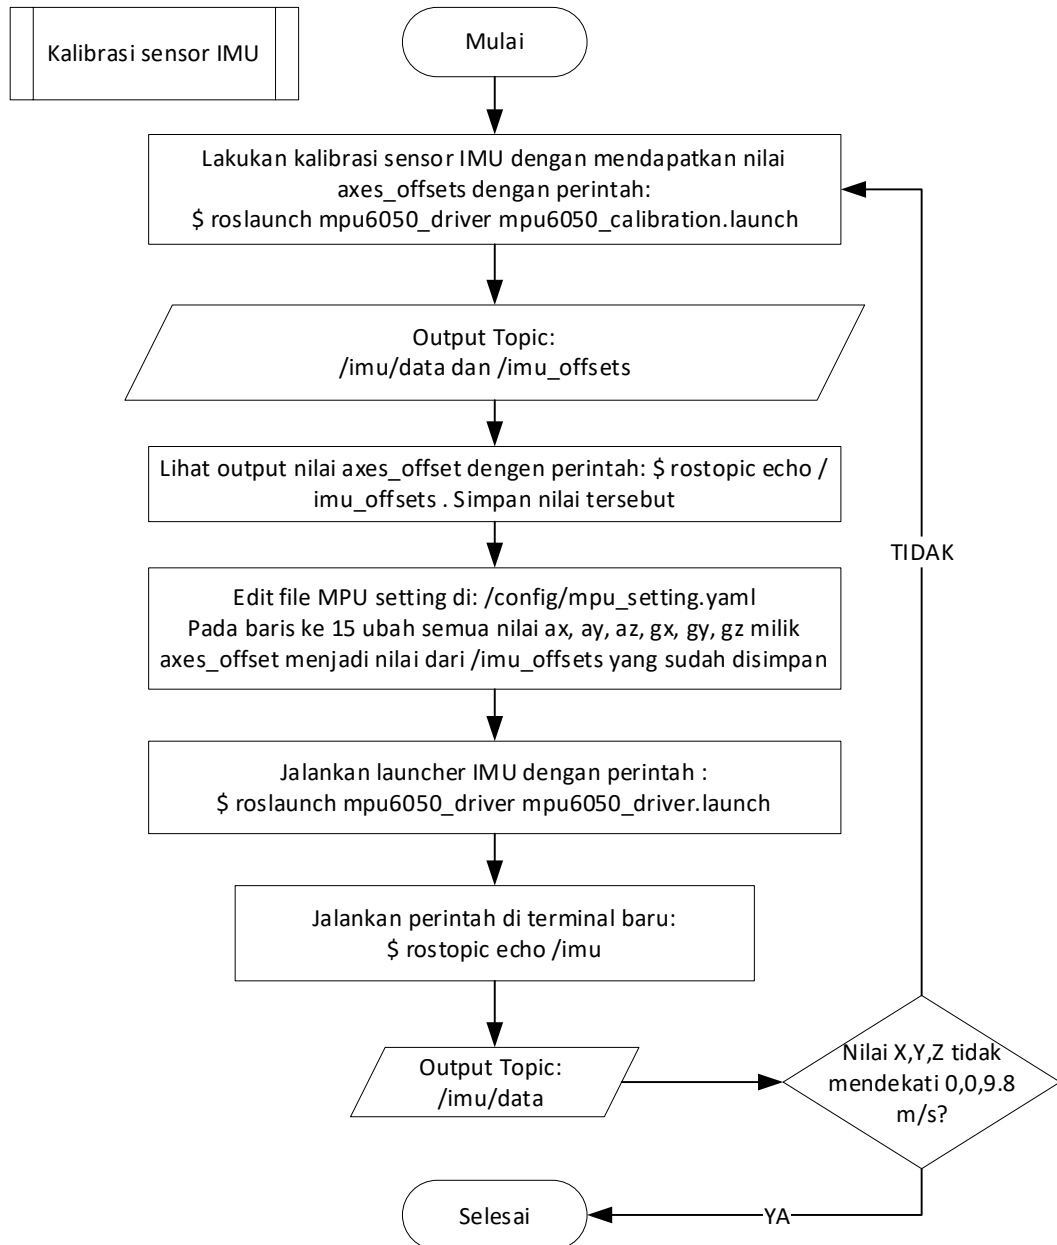 Kalibrasi sensor IMU
Mulai
Lakukan kalibrasi sensor IMU dengan mendapatkan nilai
axes_offsets dengan perintah:
$ roslaunch mpu6050_driver mpu6050_calibration.launch
Output Topic:
/imu/data dan /imu_offsets
Lihat output nilai axes_offset dengan perintah: $ rostopic echo /
imu_offsets . Simpan nilai tersebut
TIDAK
Edit file MPU setting di: /config/mpu_setting.yaml
Pada baris ke 15 ubah semua nilai ax, ay, az, gx, gy, gz milik
axes_offset menjadi nilai dari /imu_offsets yang sudah disimpan
Jalankan launcher IMU dengan perintah :
$ roslaunch mpu6050_driver mpu6050_driver.launch
Jalankan perintah di terminal baru:
$ rostopic echo /imu
Output Topic:
/imu/data
Nilai X,Y,Z tidak
mendekati 0,0,9.8
m/s?
YA
Selesai